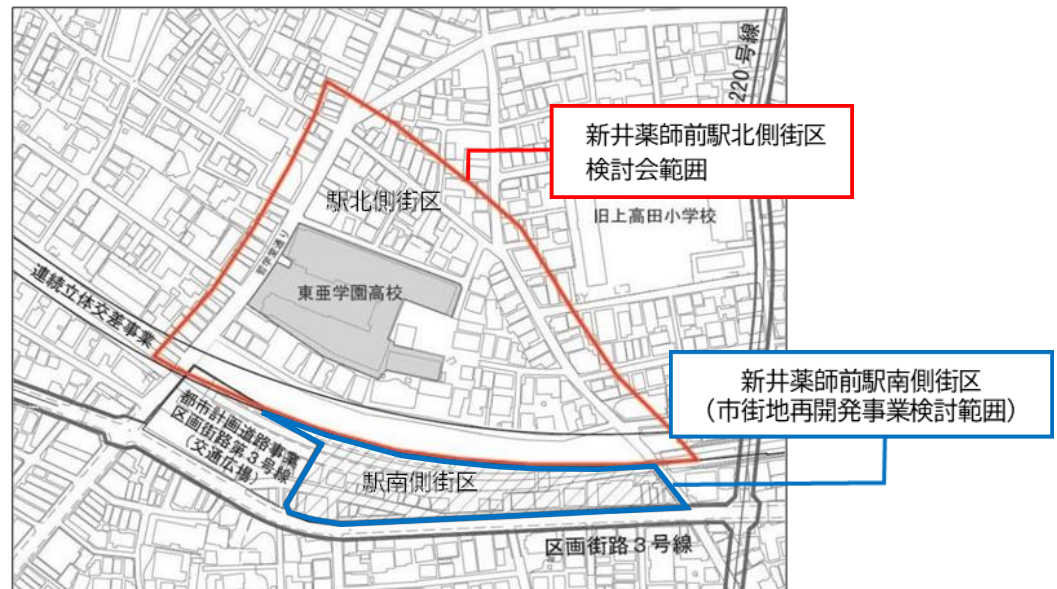 220号線
新井薬師前駅北側街区
検討会範囲
駅北側街区
旧上高田小学校
哲学堂通り
東亜学園高校
連続立体交差事業
新井薬師前駅南側街区
（市街地再開発事業検討範囲）
都市計画道路事業
区画街路第3号線
（交通広場）
駅南側街区
区画街路３号線